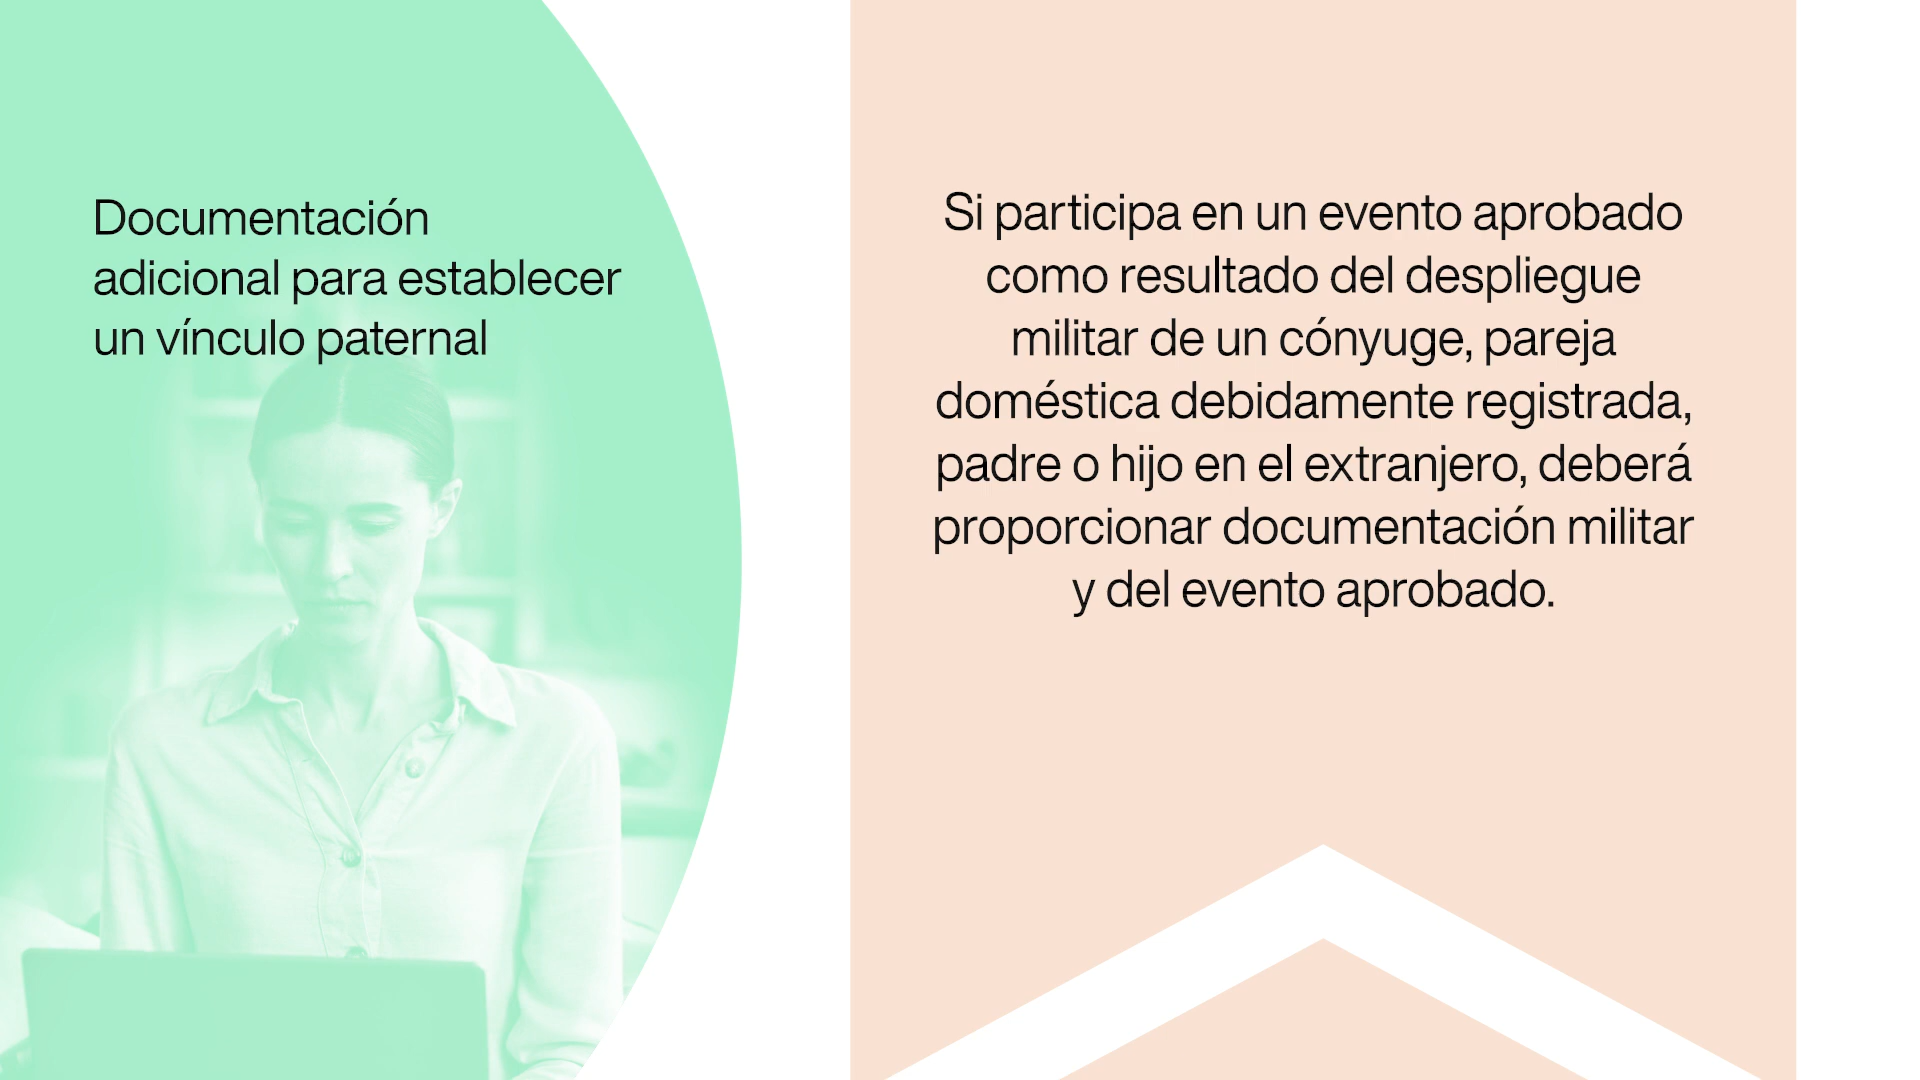 Documentación
adicional para establecer
un vínculo paternal
Si participa en un evento aprobado
como resultado del despliegue
militar de un cónyuge, pareja
doméstica debidamente registrada,
padre o hijo en el extranjero, deberá
proporcionar documentación militar
y del evento aprobado.